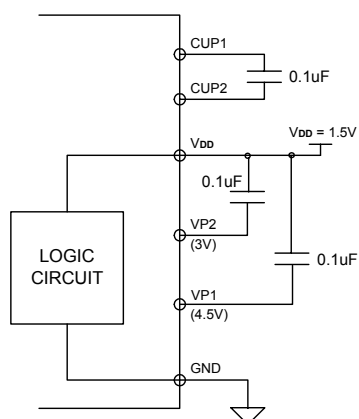 CUP1
0.1uF
CUP2
VDD
VDD = 1.5V
0.1uF
VP2
(3V)
LOGIC
CIRCUIT
0.1uF
VP1
(4.5V)
GND